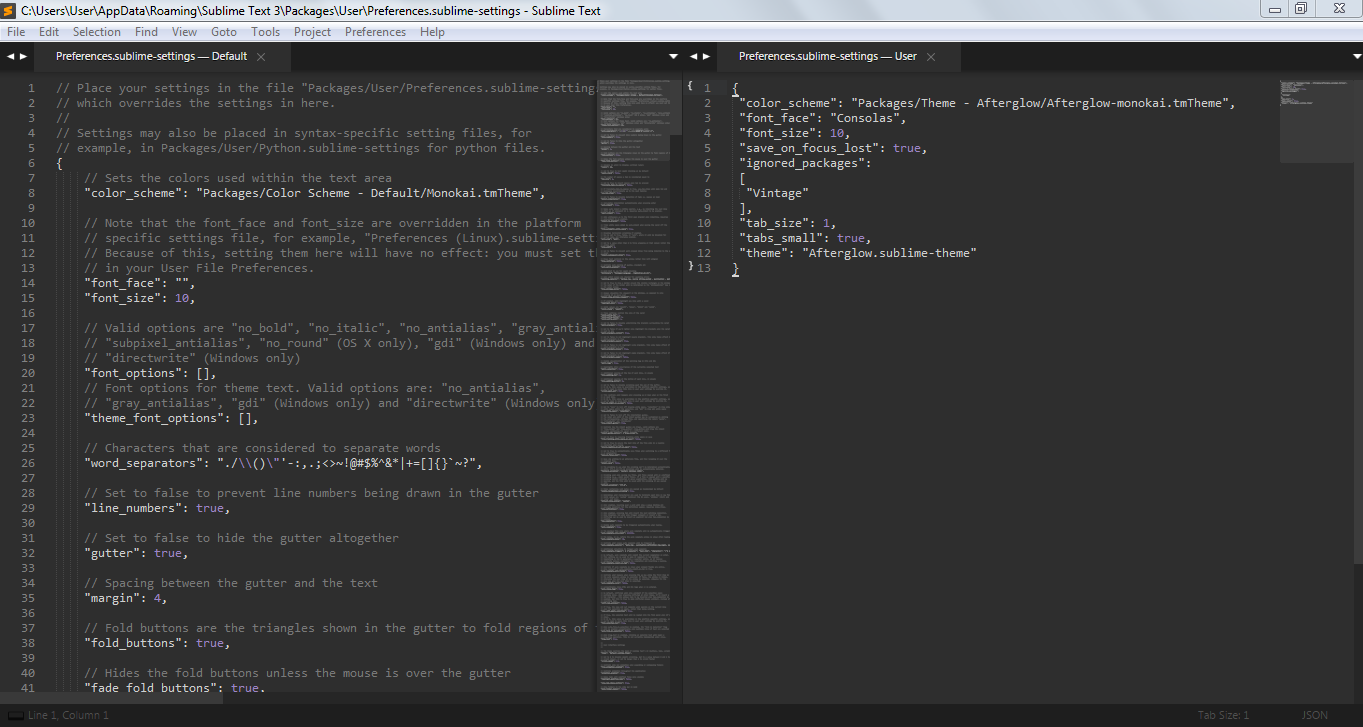 C:\Users\User\AppData\Roaming\Sublime Text 3\Packages\User\Preferences.sublime-settings - Sublime Text
File Edit Selection Find View Goto Tools Project Preferences Help
Preferences.sublime-settings — Default
1 // Place your settings in the file "Packages/User/Preferences.sublime-settings
2 // which overrides the settings in here.
3 //
4 // Settings may also be placed in syntax-specific setting files, for
5 // example, in Packages/User/Python.sublime-settings for python files.
6 {
7 // Sets the colors used within the text area
8 "color_scheme": "Packages/Color Scheme - Default/Monokai.tmTheme",
9
10 // Note that the font_face and font_size are overridden in the platform
11 // specific settings file, for example, "Preferences (Linux).sublime-sett
12 // Because of this, setting them here will have no effect: you must set th
13 // in your User File Preferences.
14 "font_face": "",
15 "font_size": 10,
16
17 // Valid options are "no_bold", "no_italic", "no_antialias", "gray_antial
18 // "subpixel_antialias", "no_round" (OS X only), "gdi" (Windows only) and
19 // "directwrite" (Windows only)
20 "font_options": [],
21 // Font options for theme text. Valid options are: "no_antialias",
22 // "gray_antialias", "gdi" (Windows only) and "directwrite" (Windows only
23 "theme_font_options": [],
24
25 // Characters that are considered to separate words
26 "word_separators": "./\\()\"'-:,.;<>~!@#$%^&*|+=[]{}`~?",
27
28 // Set to false to prevent line numbers being drawn in the gutter
29 "line_numbers": true,
30
31 // Set to false to hide the gutter altogether
32 "gutter": true,
33
34 // Spacing between the gutter and the text
35 "margin": 4,
36
37 // Fold buttons are the triangles shown in the gutter to fold regions of
38 "fold_buttons": true,
39
40 // Hides the fold buttons unless the mouse is over the gutter
41 "fade_fold_buttons": true,
Preferences.sublime-settings — User
{ 1 {
2 "color_scheme": "Packages/Theme - Afterglow/Afterglow-monokai.tmTheme",
3 "font_face": "Consolas",
4 "font_size": 10,
5 "save_on_focus_lost": true,
6 "ignored_packages":
7 [
8 "Vintage"
9 ],
10 "tab_size": 1,
11 "tabs_small": true,
12 "theme": "Afterglow.sublime-theme"
} 13 }
Line 1, Column 1
Tab Size: 1
JSON